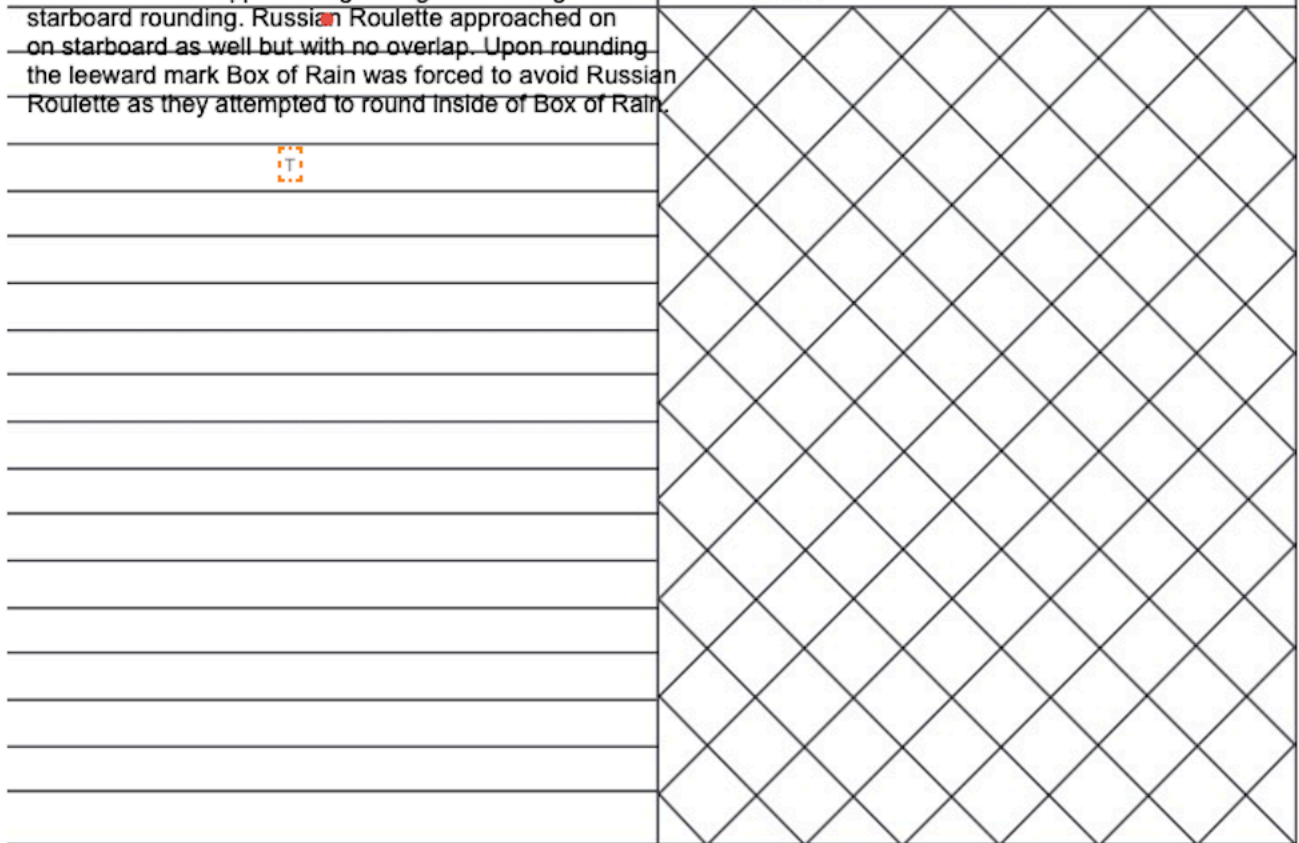 starboard rounding. Russian Roulette approached on
on starboard as well but with no overlap. Upon rounding
the leeward mark Box of Rain was forced to avoid Russian
Roulette as they attempted to round inside of Box of Rain.
T